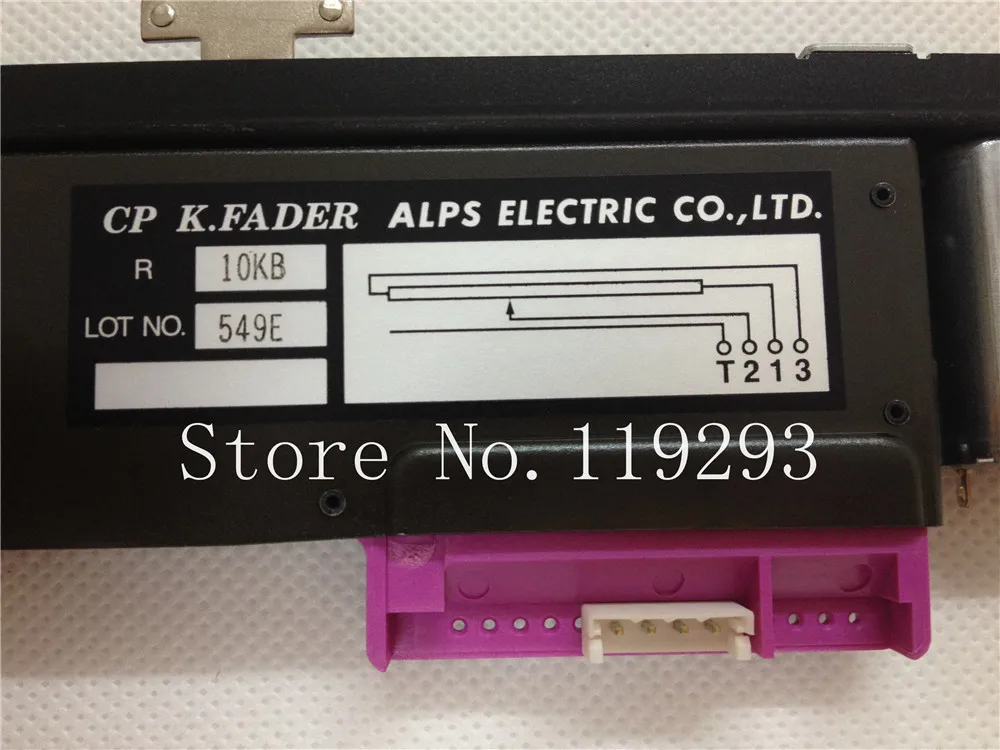 CP K.FADER ALPS ELECTRIC CO.,LTD.
R 10KB
LOT NO. 549E
T 2 1 3
Store No.119293